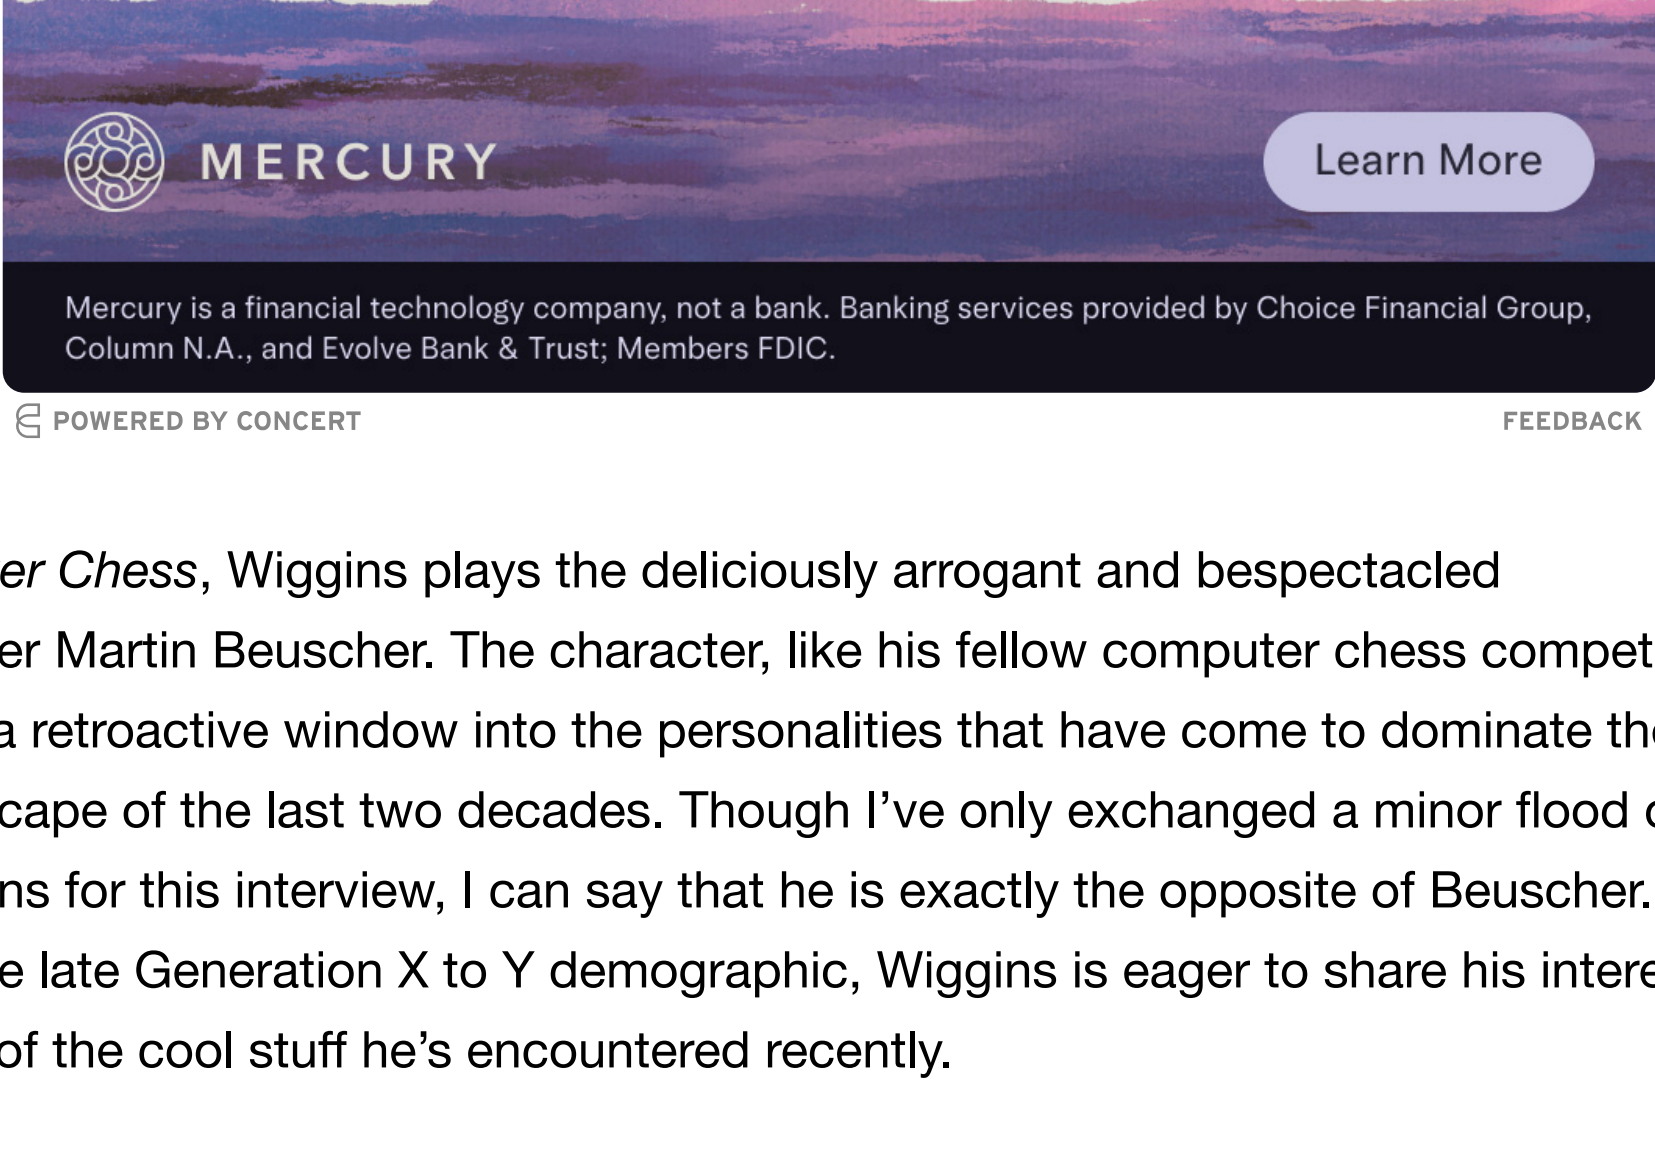 MERCURY
Learn More
Mercury is a financial technology company, not a bank. Banking services provided by Choice Financial Group,
Column N.A., and Evolve Bank & Trust; Members FDIC.
POWERED BY CONCERT
FEEDBACK
er Chess, Wiggins plays the deliciously arrogant and bespectacled
er Martin Beuscher. The character, like his fellow computer chess compet
a retroactive window into the personalities that have come to dominate the
cape of the last two decades. Though I’ve only exchanged a minor flood
ns for this interview, I can say that he is exactly the opposite of Beuscher.
e late Generation X to Y demographic, Wiggins is eager to share his intere
of the cool stuff he’s encountered recently.